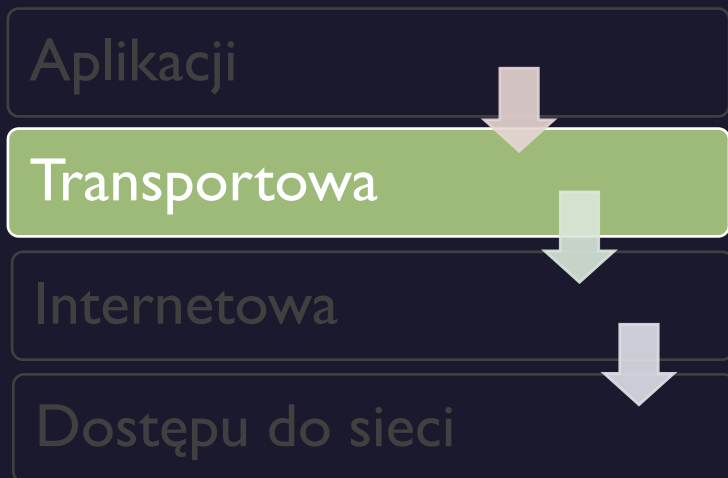 Aplikacji
Transportowa
Internetowa
Dostępu do sieci